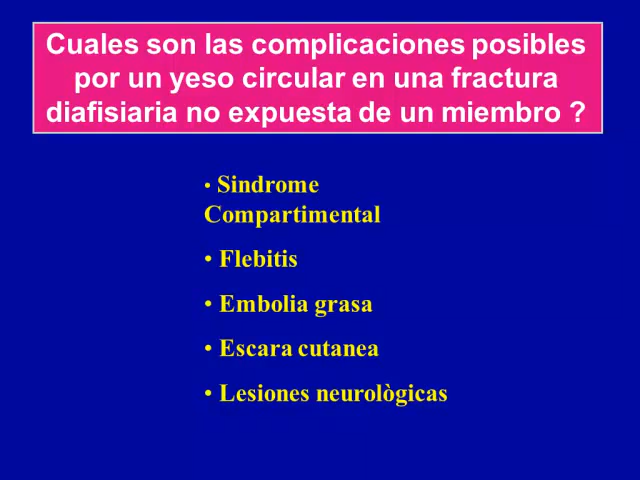 Cuales son las complicaciones posibles
por un yeso circular en una fractura
diafisiaria no expuesta de un miembro ?
• Sindrome
Compartimental
• Flebitis
• Embolia grasa
• Escara cutanea
• Lesiones neurològicas